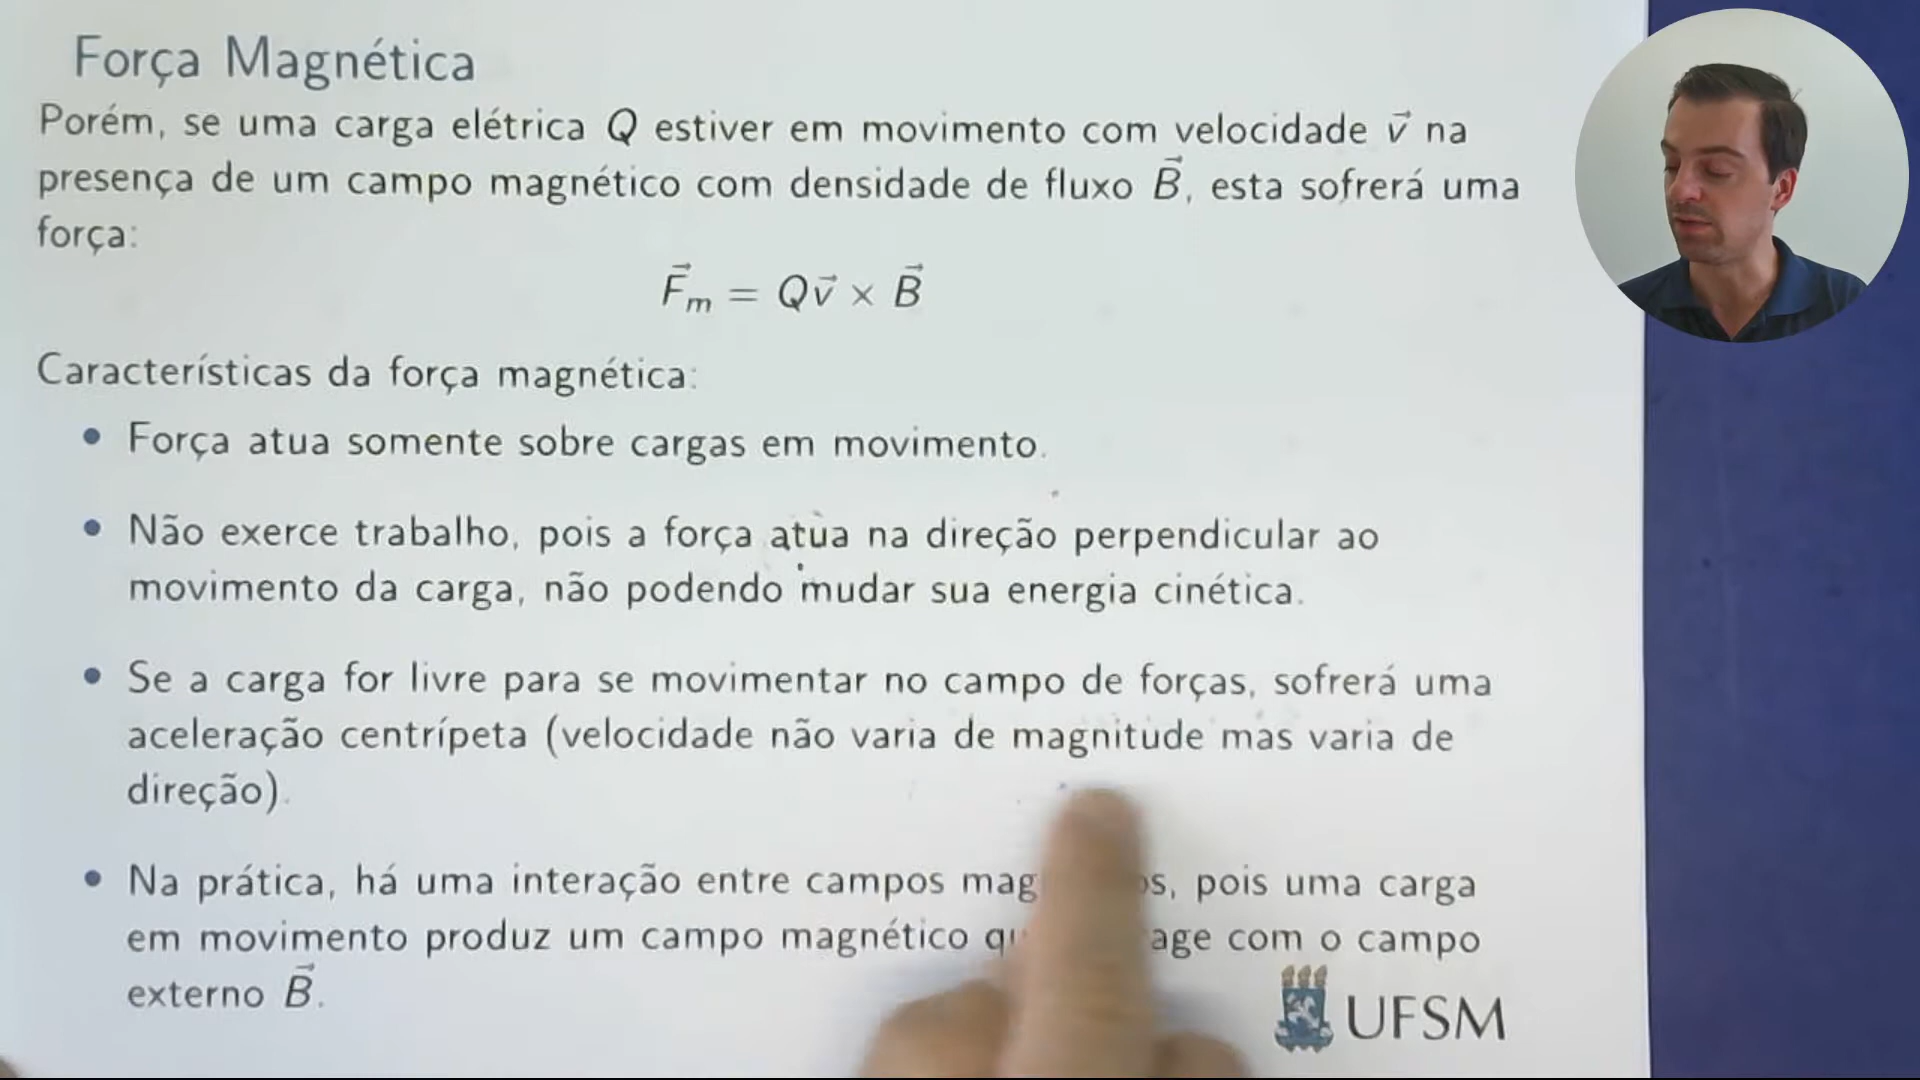 Força Magnética
Porém, se uma carga elétrica Q estiver em movimento com velocidade v⃗ na
presença de um campo magnético com densidade de fluxo B⃗, esta sofrerá uma
força:
F⃗ₘ = Qv⃗ × B⃗
Características da força magnética:
• Força atua somente sobre cargas em movimento.
• Não exerce trabalho, pois a força atua na direção perpendicular ao
movimento da carga, não podendo mudar sua energia cinética.
• Se a carga for livre para se movimentar no campo de forças, sofrerá uma
aceleração centrípeta (velocidade não varia de magnitude mas varia de
direção).
• Na prática, há uma interação entre campos pois uma carga
em movimento produz um campo magnético com o campo
externo B⃗.
UFSM